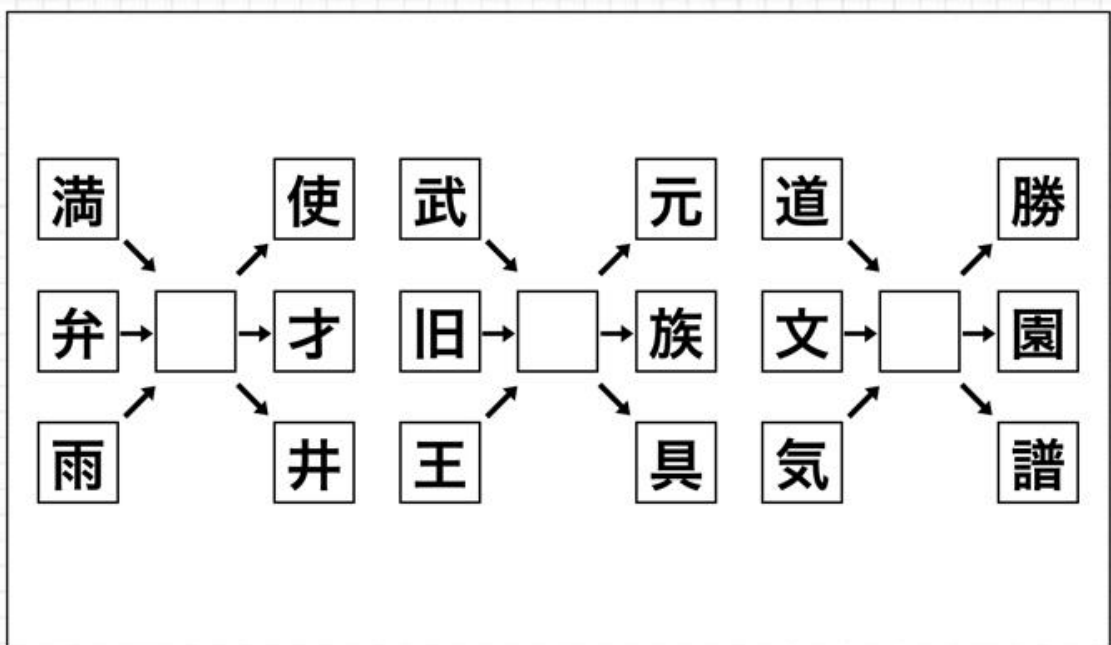 満 使 武 元 道 勝
弁 才 旧 族 文 園
雨 井 王 具 気 譜